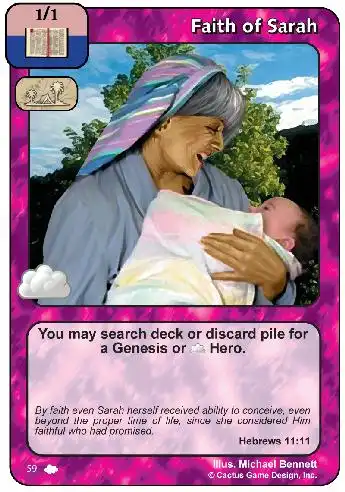 1/1
Faith of Sarah
You may search deck or discard pile for
a Genesis or Hero.
By faith even Sarah herself received ability to conceive, even
beyond the proper time of life, since she considered Him
faithful who had promised.
Hebrews 11:11
Illus. Michael Bennett
59
© Cactus Game Design, Inc.